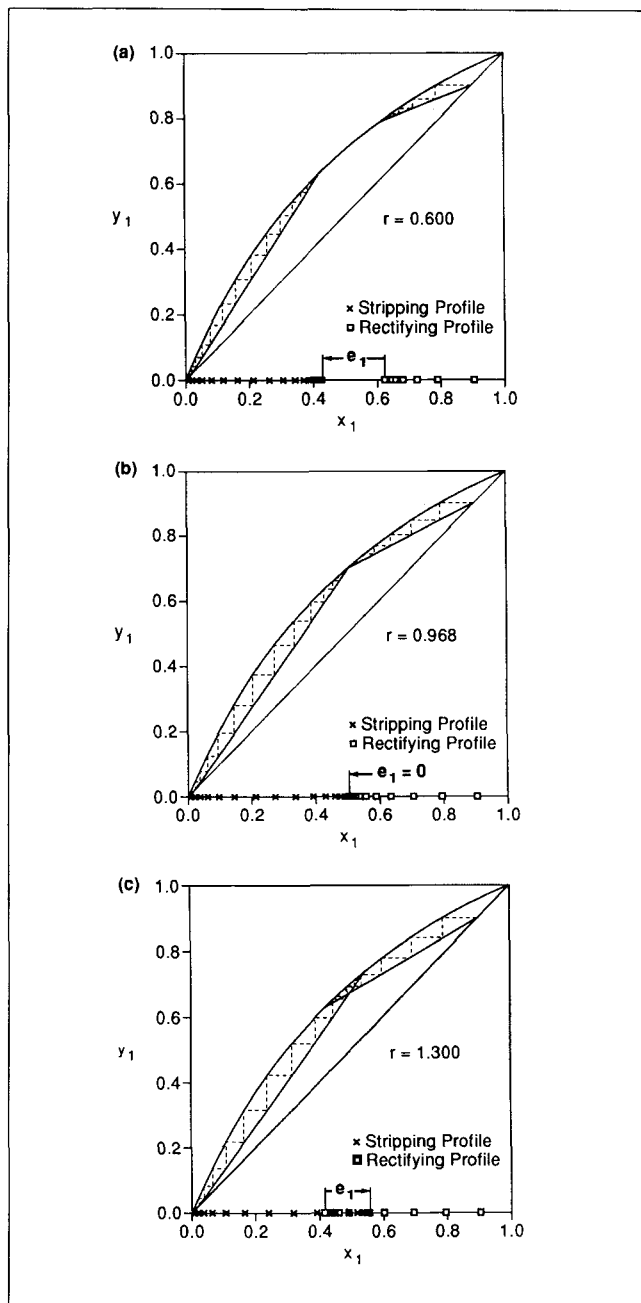 (a)
1.0
0.8
0.6
y1
0.4
r = 0.600
× Stripping Profile
□ Rectifying Profile
0.2
e1
0.0
0.0 0.2 0.4 0.6 0.8 1.0
x1
(b)
1.0
0.8
0.6
y1
r = 0.968
0.4
× Stripping Profile
□ Rectifying Profile
0.2
e1 = 0
0.0
0.0 0.2 0.4 0.6 0.8 1.0
x1
(c)
1.0
0.8
0.6
y1
r = 1.300
0.4
× Stripping Profile
□ Rectifying Profile
0.2
e1
0.0
0.0 0.2 0.4 0.6 0.8 1.0
x1